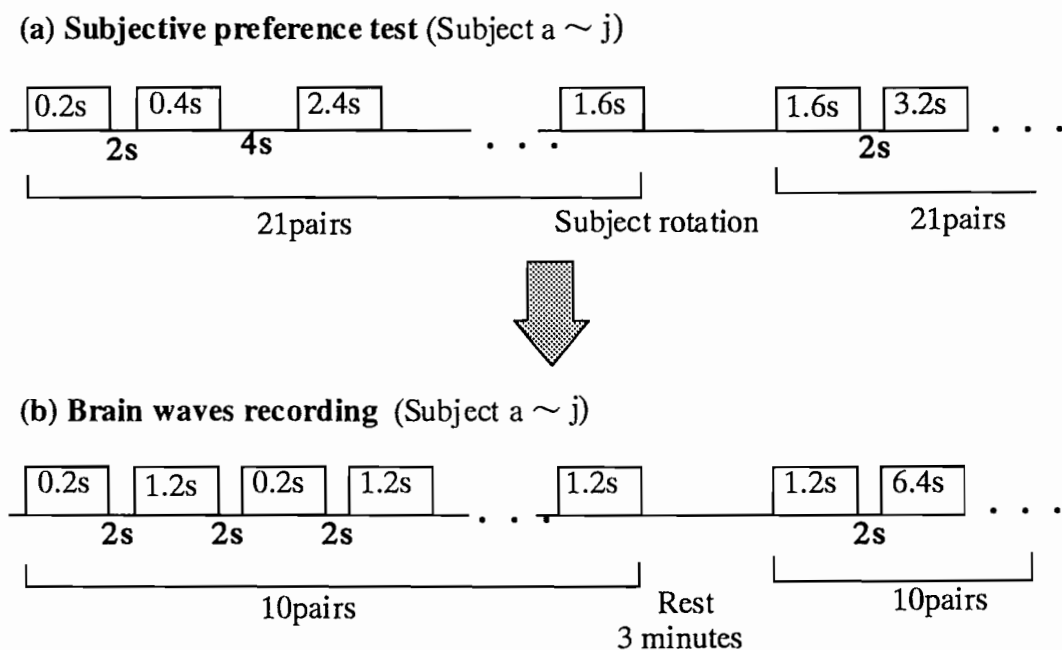 (a) Subjective preference test (Subject a ~ j)
0.2s 0.4s 2.4s 1.6s 1.6s 3.2s
2s 4s . . . 2s . . .
21pairs Subject rotation 21pairs
(b) Brain waves recording (Subject a ~ j)
0.2s 1.2s 0.2s 1.2s 1.2s 1.2s 6.4s
2s 2s 2s . . . 2s . . .
10pairs Rest 10pairs
3 minutes